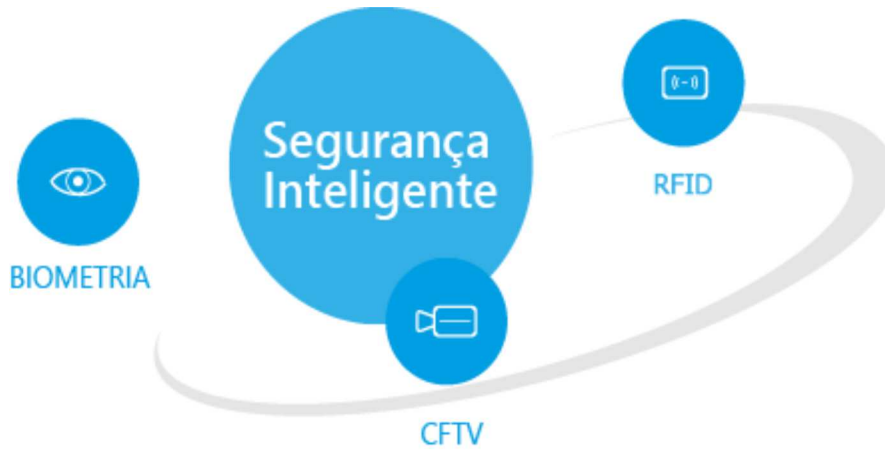 Segurança
Inteligente
RFID
BIOMETRIA
CFTV